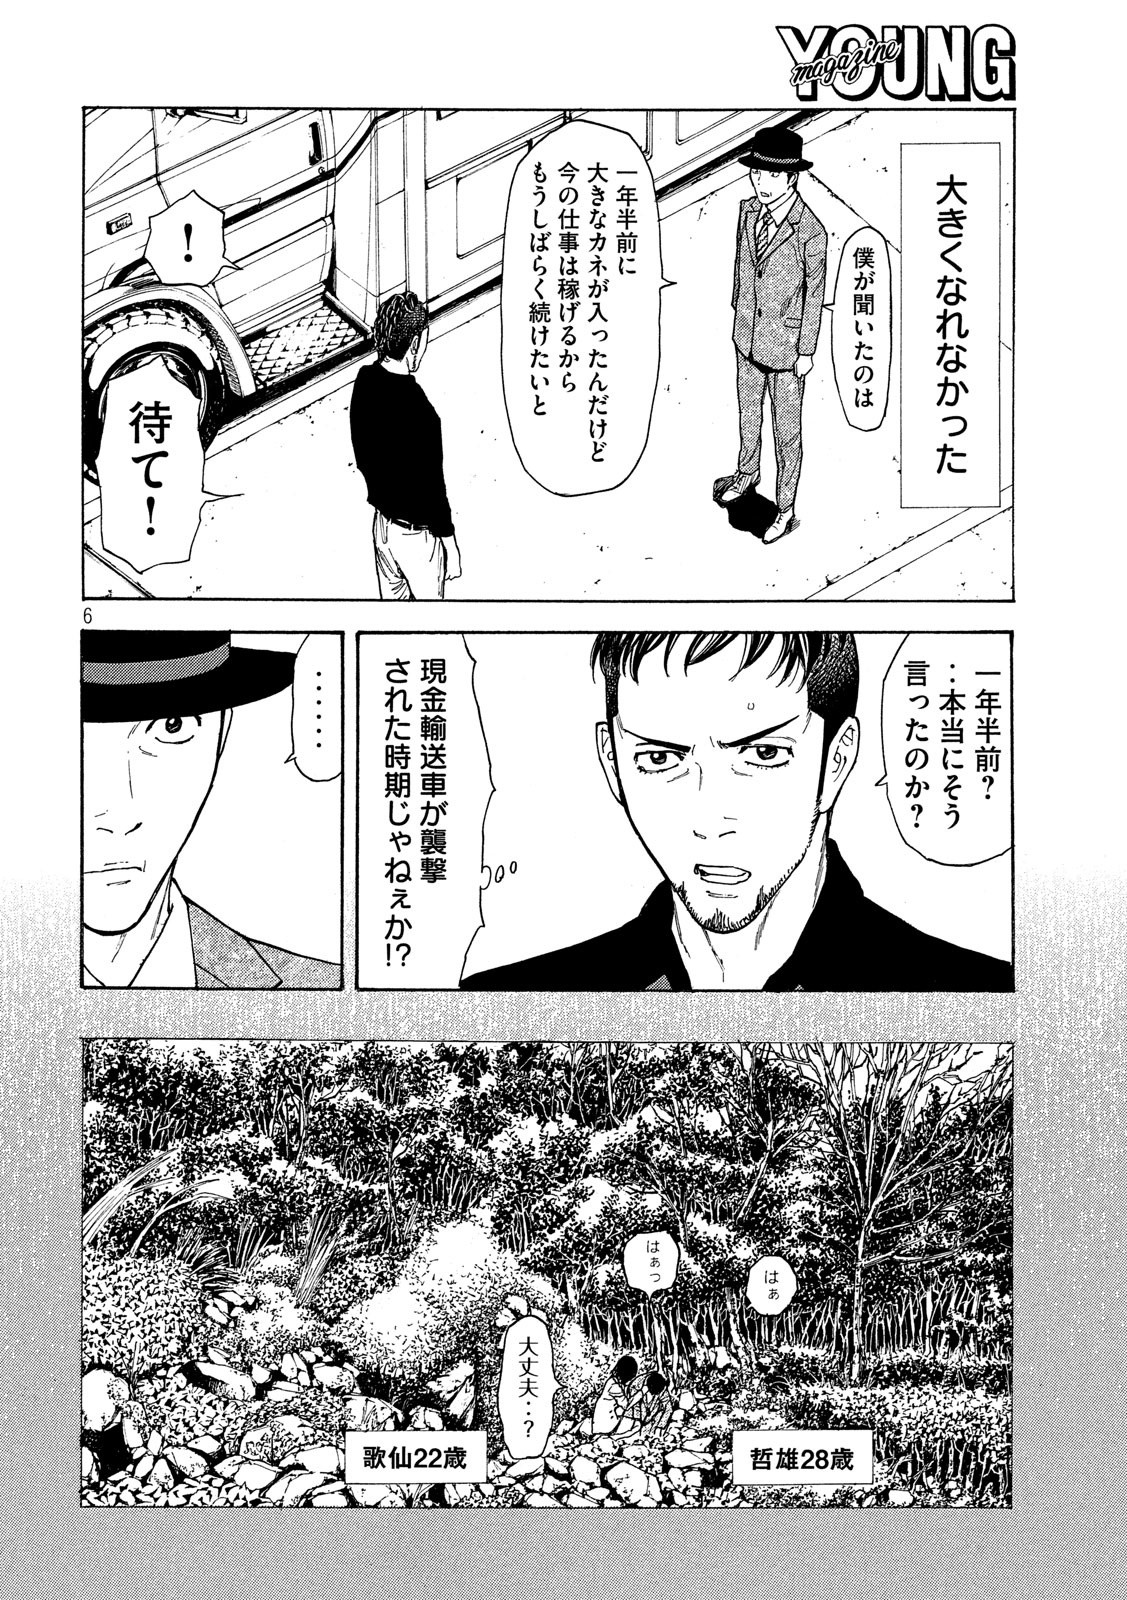 YOUNG
magazine
大きくなれなかった
僕が聞いたのは
一年半前に
大きなカネが入ったんだけど
今の仕事は稼げるから
もうしばらく続けたいと
！
待て！
6
一年半前？
‥本当にそう
言ったのか？
現金輸送車が襲撃
された時期じゃねぇか!?
‥‥‥
はぁ
はぁっ
大丈夫‥？
哲雄28歳
歌仙22歳